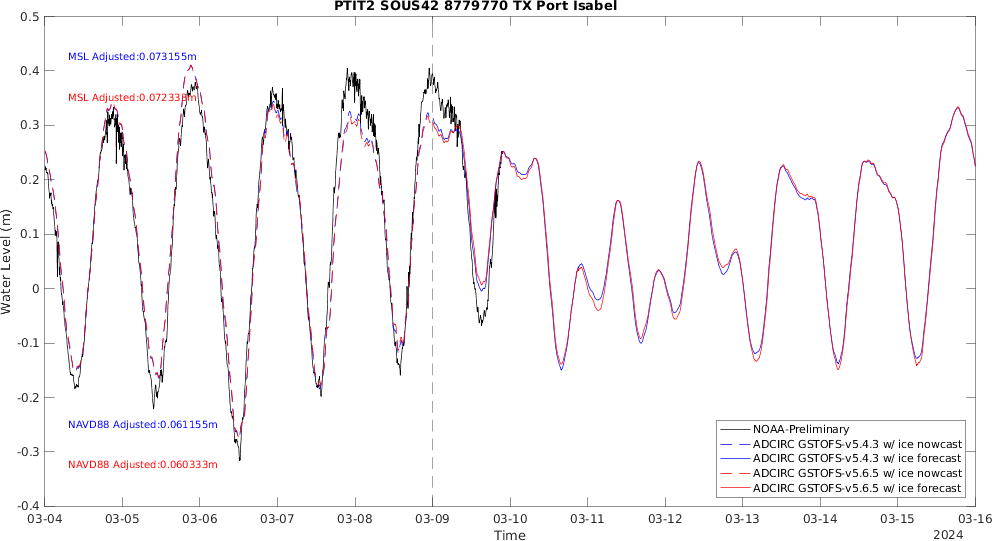 PTIT2 SOUS42 8779770 TX Port Isabel
0.5
0.4
0.3
0.2
0.1
0
-0.1
-0.2
-0.3
-0.4
Water Level (m)
MSL Adjusted:0.073155m
MSL Adjusted:0.072333m
NAVD88 Adjusted:0.061155m
NAVD88 Adjusted:0.060333m
NOAA-Preliminary
ADCIRC GSTOFS-v5.4.3 w/ ice nowcast
ADCIRC GSTOFS-v5.4.3 w/ ice forecast
ADCIRC GSTOFS-v5.6.5 w/ ice nowcast
ADCIRC GSTOFS-v5.6.5 w/ ice forecast
03-04 03-05 03-06 03-07 03-08 03-09 03-10 03-11 03-12 03-13 03-14 03-15 03-16
Time
2024